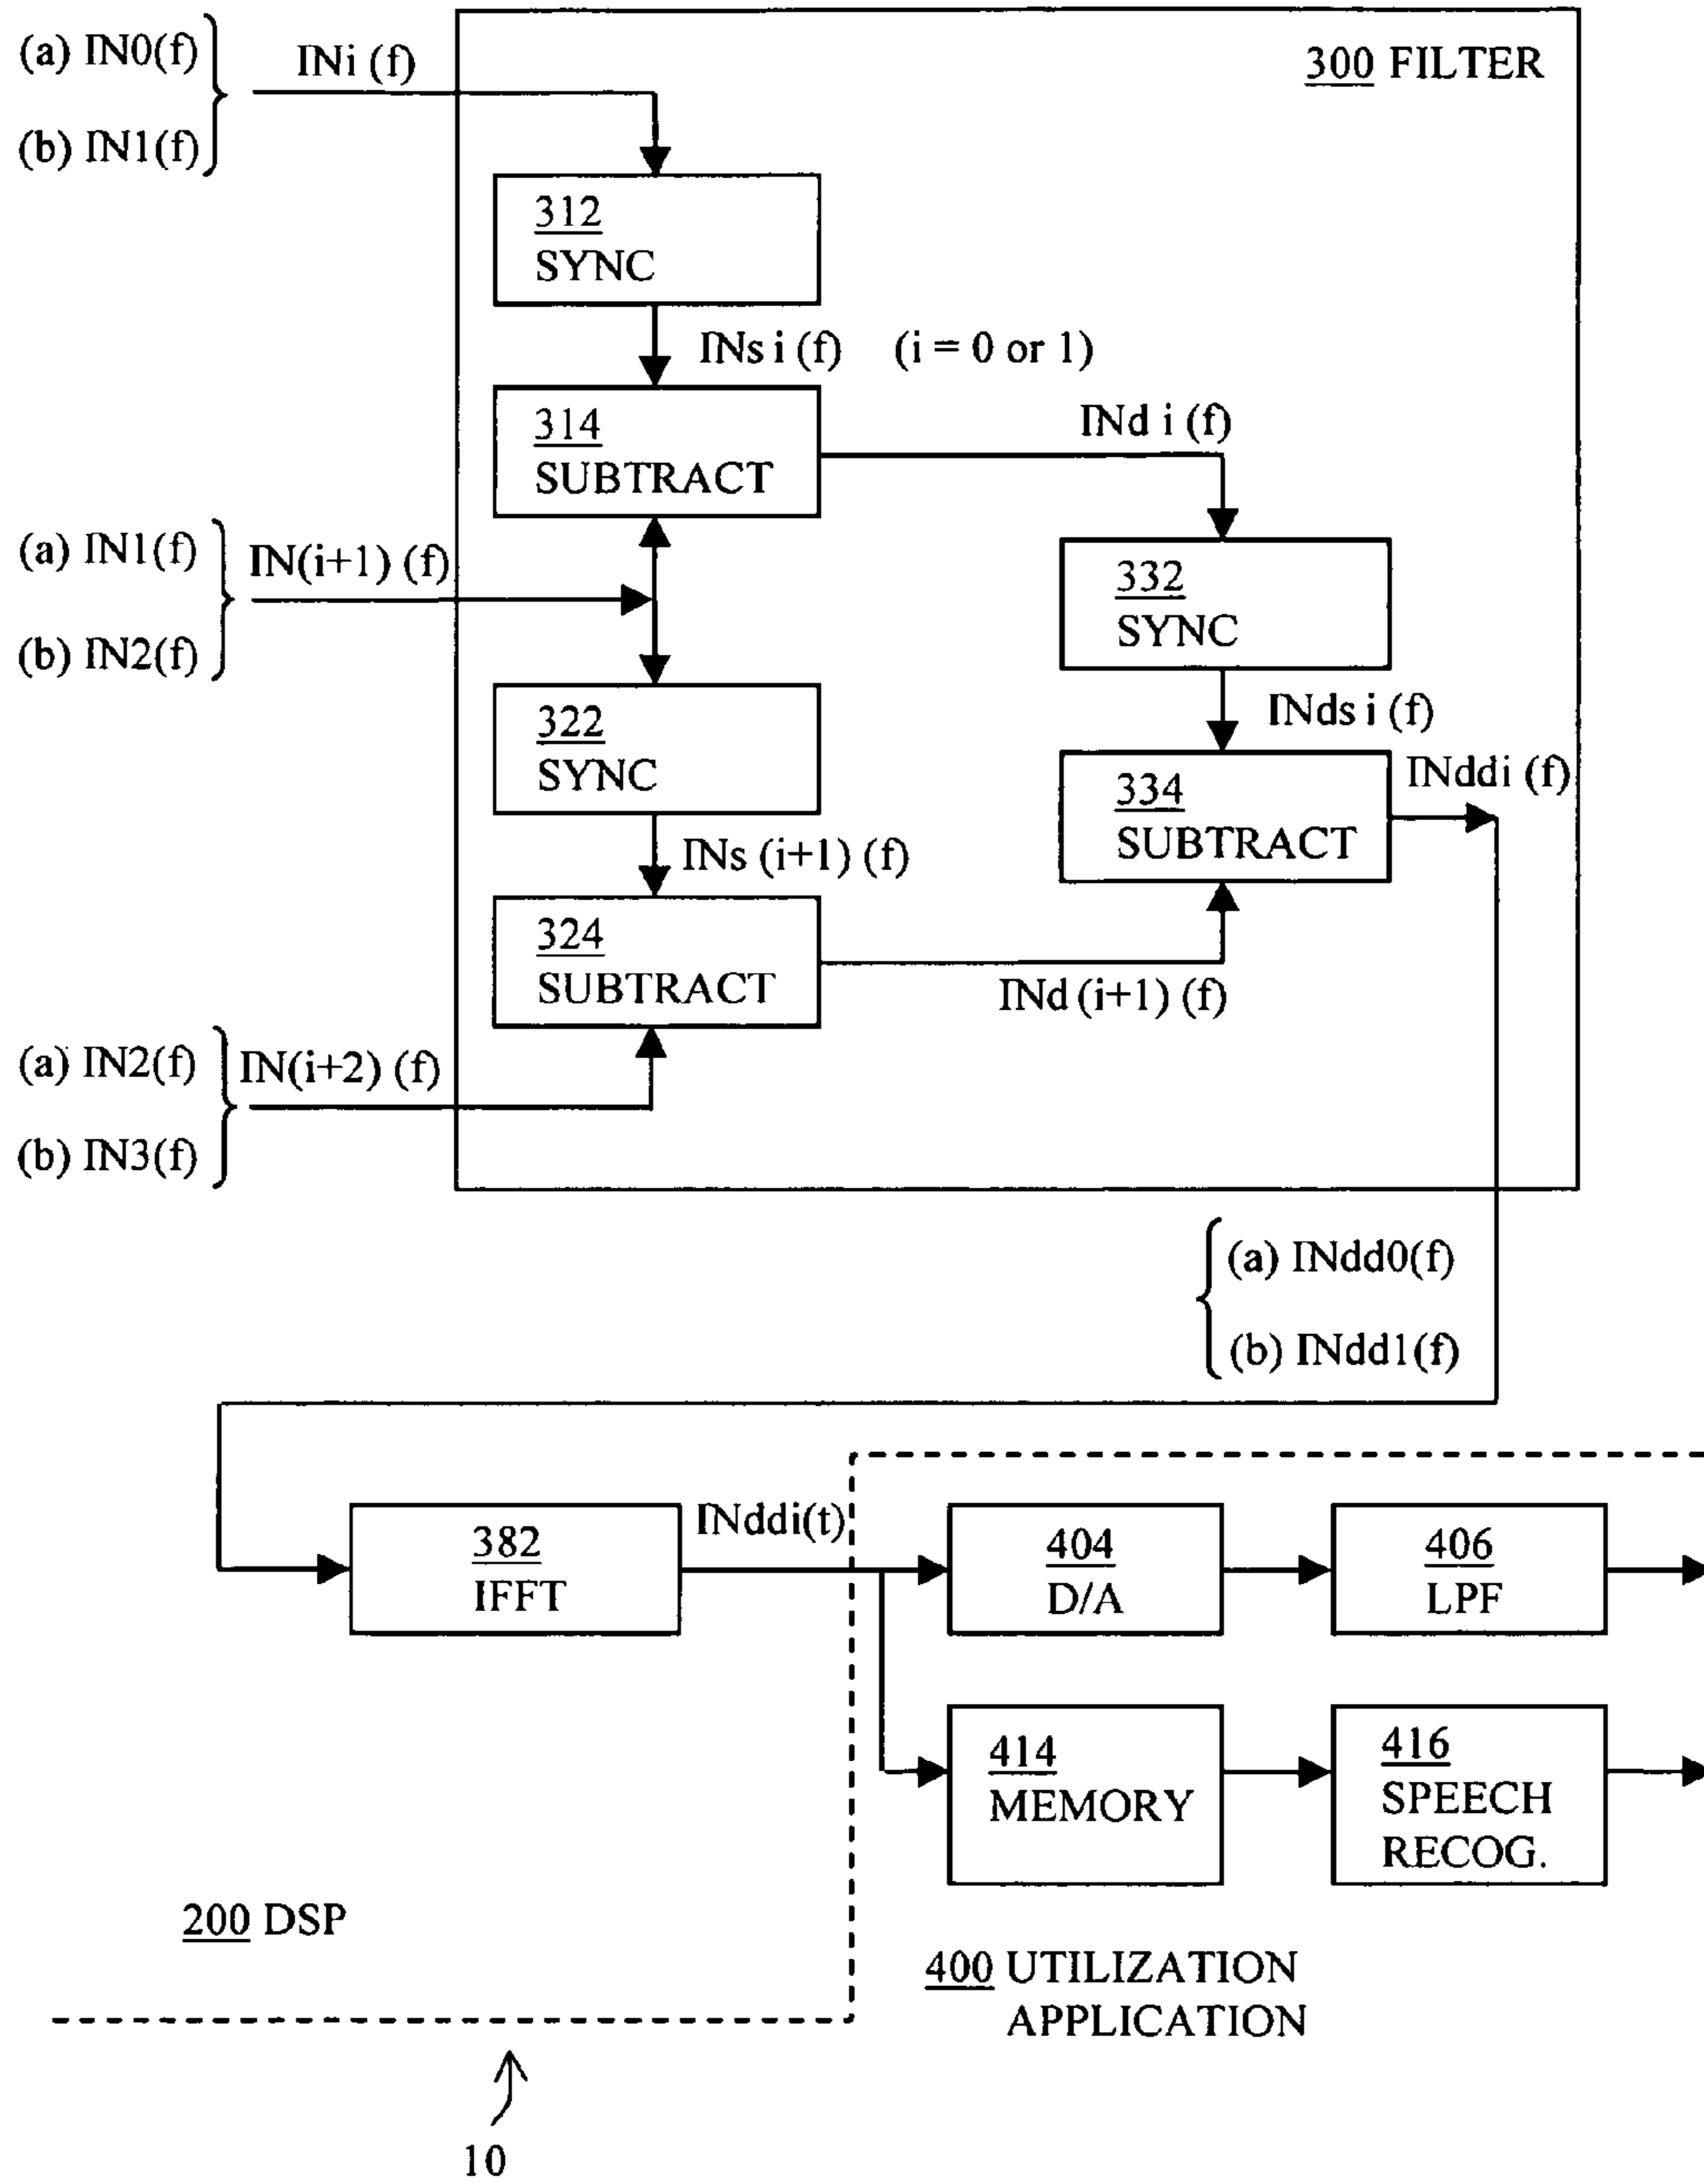 (a) IN0(f)
INi (f)
(b) IN1(f)
300 FILTER
312
SYNC
INs i (f) (i = 0 or 1)
314
SUBTRACT
INd i (f)
(a) IN1(f)
IN(i+1) (f)
(b) IN2(f)
332
SYNC
322
SYNC
INds i (f)
INs (i+1) (f)
334
SUBTRACT
INddi (f)
324
SUBTRACT
INd (i+1) (f)
(a) IN2(f)
IN(i+2) (f)
(b) IN3(f)
(a) INdd0(f)
(b) INdd1(f)
382
IFFT
INddi(t)
404
D/A
406
LPF
414
MEMORY
416
SPEECH
RECOG.
200 DSP
400 UTILIZATION
APPLICATION
10